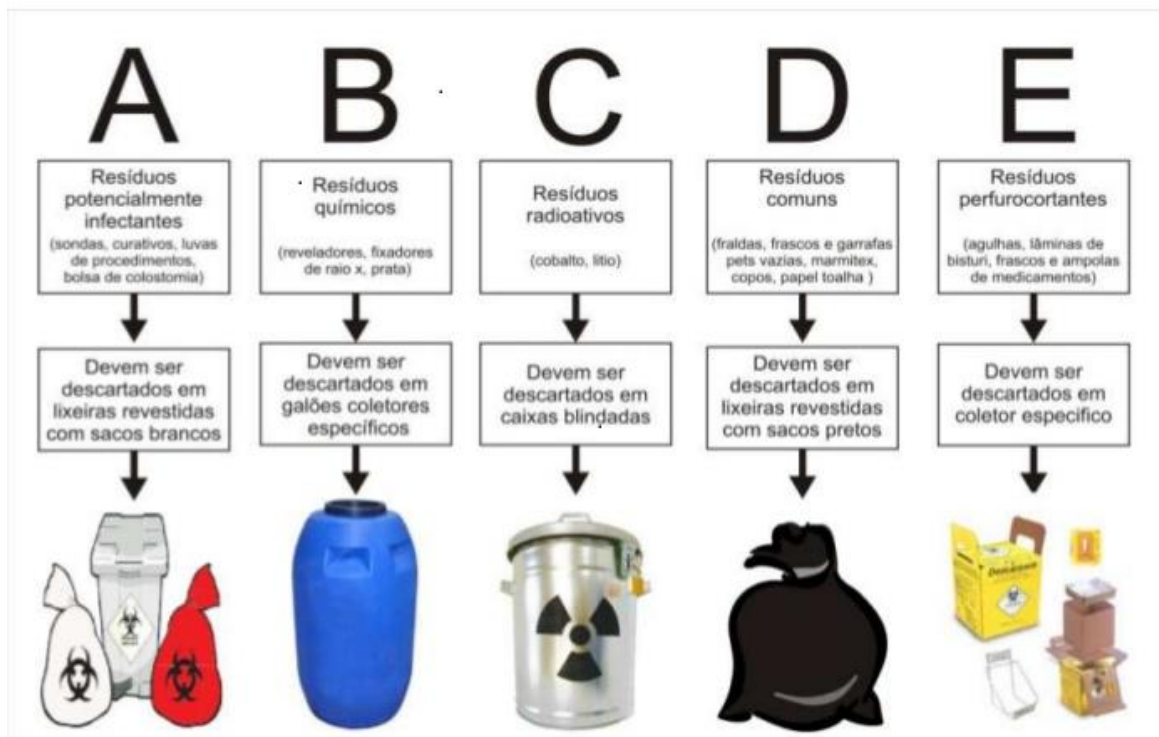 A
Resíduos
potencialmente
infectantes
(sondas, curativos, luvas
de procedimentos,
bolsa de colostomia)
Devem ser
descartados em
lixeiras revestidas
com sacos brancos
B
Resíduos
químicos
(reveladores, fixadores
de raio x, prata)
Devem ser
descartados em
galões coletores
específicos
C
Resíduos
radioativos
(cobalto, lítio)
Devem ser
descartados em
caixas blindadas
D
Resíduos
comuns
(fraldas, frascos e garrafas
pets vazias, marmitex,
copos, papel toalha )
Devem ser
descartados em
lixeiras revestidas
com sacos pretos
E
Resíduos
perfurocortantes
(agulhas, lâminas de
bisturi, frascos e ampolas
de medicamentos)
Devem ser
descartados em
coletor específico